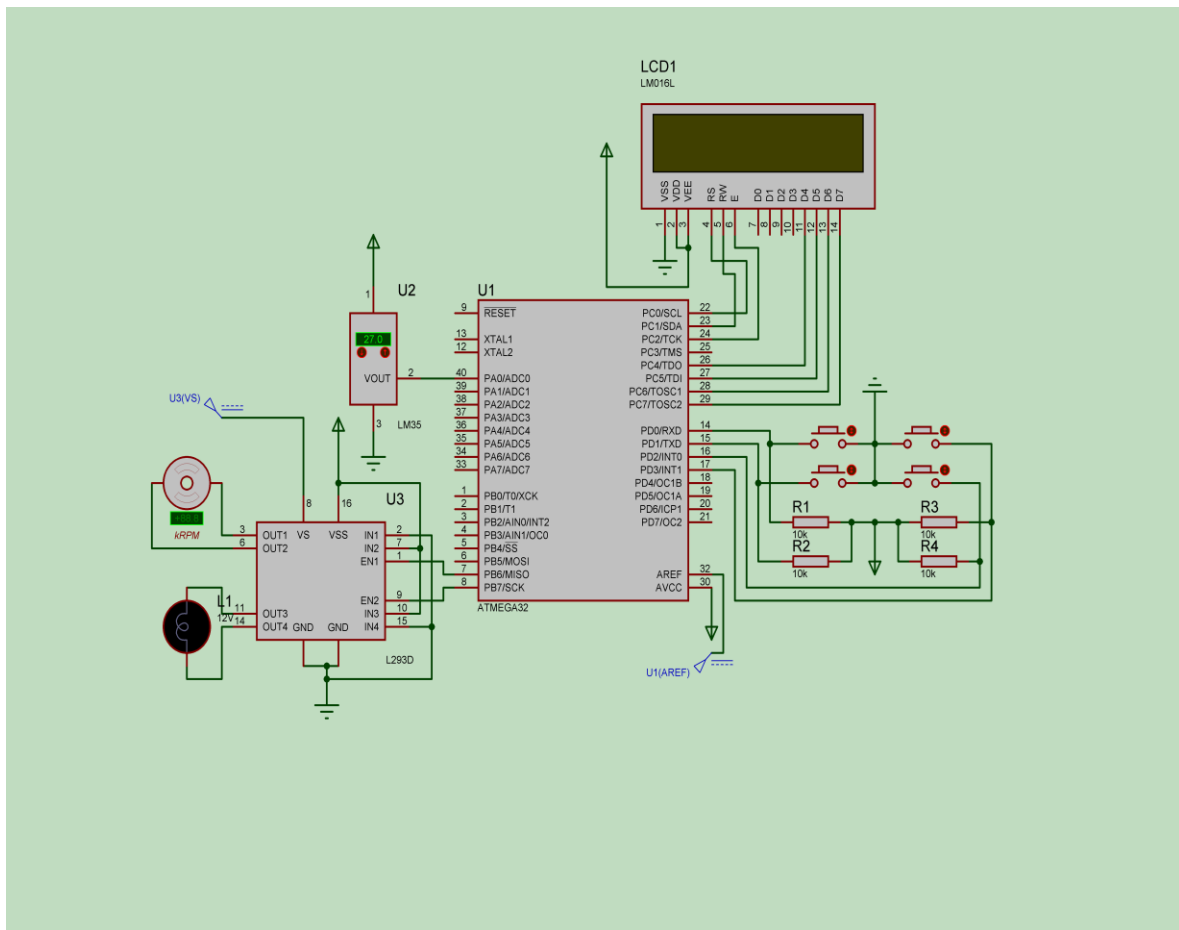 LCD1
LM016L
VSS VDD VEE RS RW E D0 D1 D2 D3 D4 D5 D6 D7
1 2 3 4 5 6 7 8 9 10 11 12 13 14
U2
1
27.0
VOUT 2
3
LM35
U1
9 RESET PC0/SCL 22
PC1/SDA 23
13 XTAL1 PC2/TCK 24
12 XTAL2 PC3/TMS 25
PC4/TDO 26
40 PA0/ADC0 PC5/TDI 27
39 PA1/ADC1 PC6/TOSC1 28
38 PA2/ADC2 PC7/TOSC2 29
37 PA3/ADC3
36 PA4/ADC4 PD0/RXD 14
35 PA5/ADC5 PD1/TXD 15
34 PA6/ADC6 PD2/INT0 16
33 PA7/ADC7 PD3/INT1 17
PD4/OC1B 18
1 PB0/T0/XCK PD5/OC1A 19
2 PB1/T1 PD6/ICP1 20
3 PB2/AIN0/INT2 PD7/OC2 21
4 PB3/AIN1/OC0
5 PB4/SS
6 PB5/MOSI
7 PB6/MISO AREF 32
8 PB7/SCK AVCC 30
ATMEGA32
U3(VS)
kRPM
U3
8 16
3 OUT1 VS VSS IN1 2
6 OUT2 IN2 7
EN1 1
EN2 9
11 OUT3 IN3 10
14 OUT4 GND GND IN4 15
L293D
L1
12V
R1
10k
R2
10k
R3
10k
R4
10k
U1(AREF)